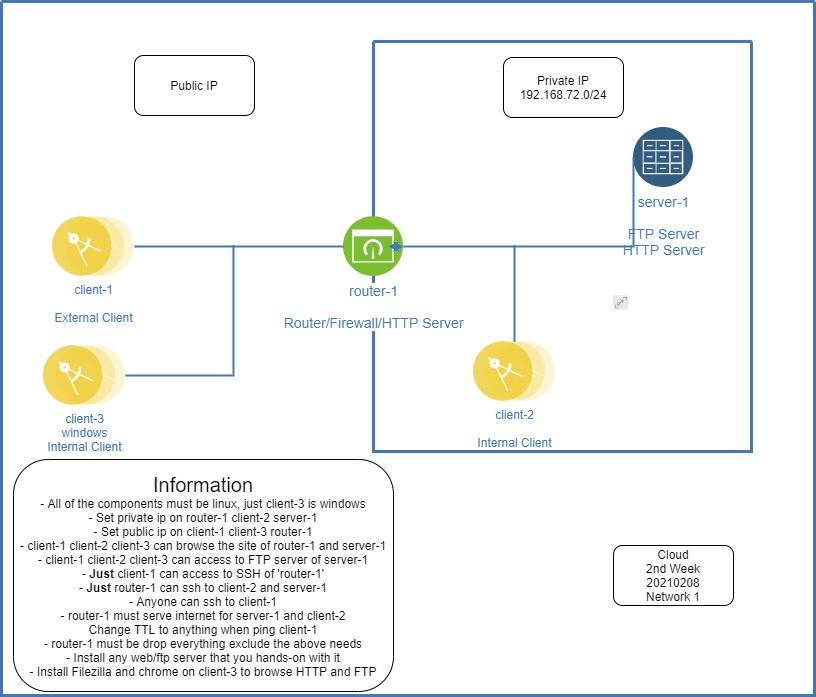 Public IP
Private IP
192.168.72.0/24
server-1
FTP Server
HTTP Server
client-1
External Client
router-1
Router/Firewall/HTTP Server
client-3
windows
Internal Client
client-2
Internal Client
Information
- All of the components must be linux, just client-3 is windows
- Set private ip on router-1 client-2 server-1
- Set public ip on client-1 client-3 router-1
- client-1 client-2 client-3 can browse the site of router-1 and server-1
- client-1 client-2 client-3 can access to FTP server of server-1
- Just client-1 can access to SSH of 'router-1'
- Just router-1 can ssh to client-2 and server-1
- Anyone can ssh to client-1
- router-1 must serve internet for server-1 and client-2
Change TTL to anything when ping client-1
- router-1 must be drop everything exclude the above needs
- Install any web/ftp server that you hands-on with it
- Install Filezilla and chrome on client-3 to browse HTTP and FTP
Cloud
2nd Week
20210208
Network 1